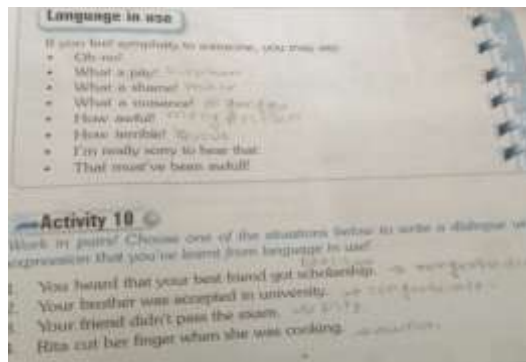 Language in use
If you feel sympathy to someone, you may say:
• Oh no!
• What a pity!
• What a shame!
• What a nuisance!
• How awful!
• How terrible!
• I'm really sorry to hear that.
• That must've been awful!
Activity 10
Work in pairs! Choose one of the situations below to write a dialogue
expression that you've learnt from language in use!
You heard that your best friend got scholarship.
Your brother was accepted in university.
Your friend didn't pass the exam.
Rita cut her finger when she was cooking.